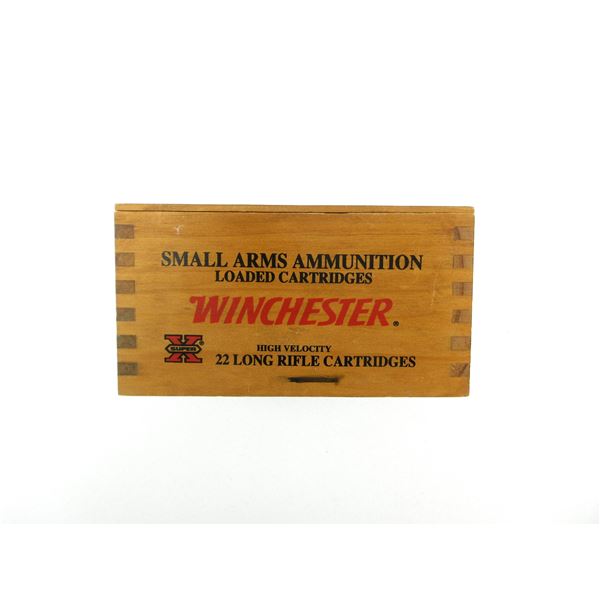 SMALL ARMS AMMUNITION
LOADED CARTRIDGES
WINCHESTER®
X
SUPER
HIGH VELOCITY
22 LONG RIFLE CARTRIDGES